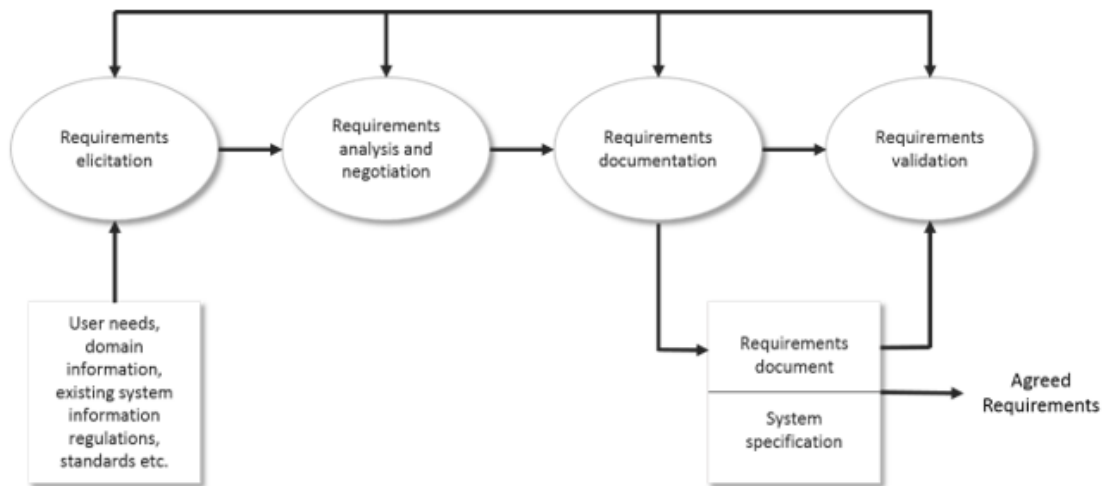 Requirements
elicitation
Requirements
analysis and
negotiation
Requirements
documentation
Requirements
validation
User needs,
domain
information,
existing system
information
regulations,
standards etc.
Requirements
document
System
specification
Agreed
Requirements